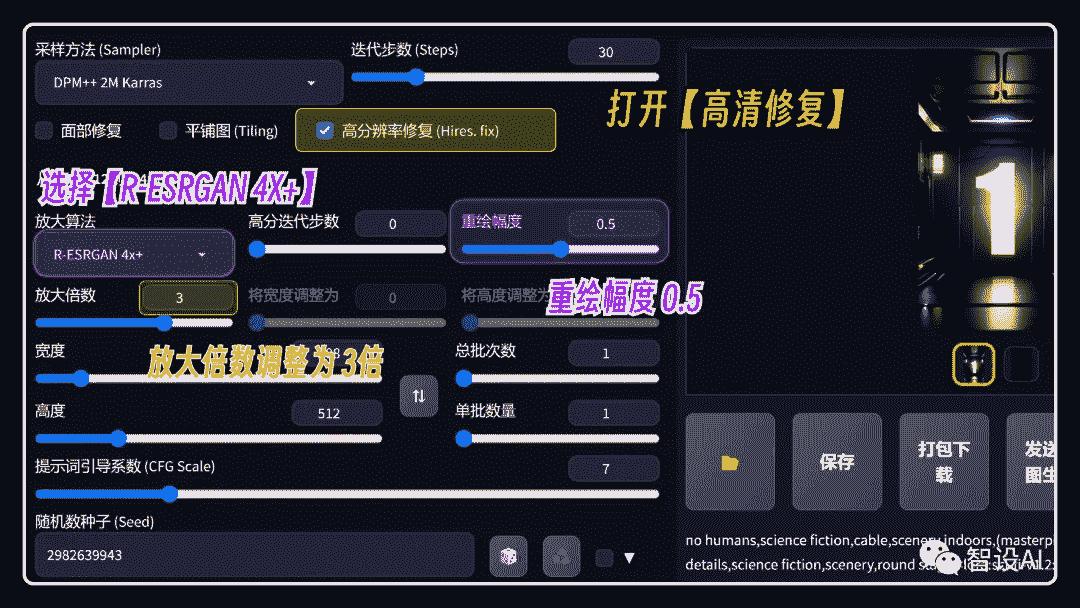 采样方法 (Sampler)
DPM++ 2M Karras
迭代步数 (Steps)
30
打开【高清修复】
面部修复
平铺图 (Tiling)
高分辨率修复 (Hires. fix)
选择【R-ESRGAN 4X+】
放大算法
R-ESRGAN 4x+
高分迭代步数
0
重绘幅度
0.5
1
放大倍数
3
将宽度调整为
0
将高度调整为
重绘幅度 0.5
宽度
放大倍数调整为 3倍
总批次数
1
高度
512
单批数量
1
提示词引导系数 (CFG Scale)
7
保存
打包下
载
发送
图生
随机数种子 (Seed)
2982639943
no humans,science fiction,cable,scenery,indoors,(masterp
details,science fiction,scenery,round
智设AI